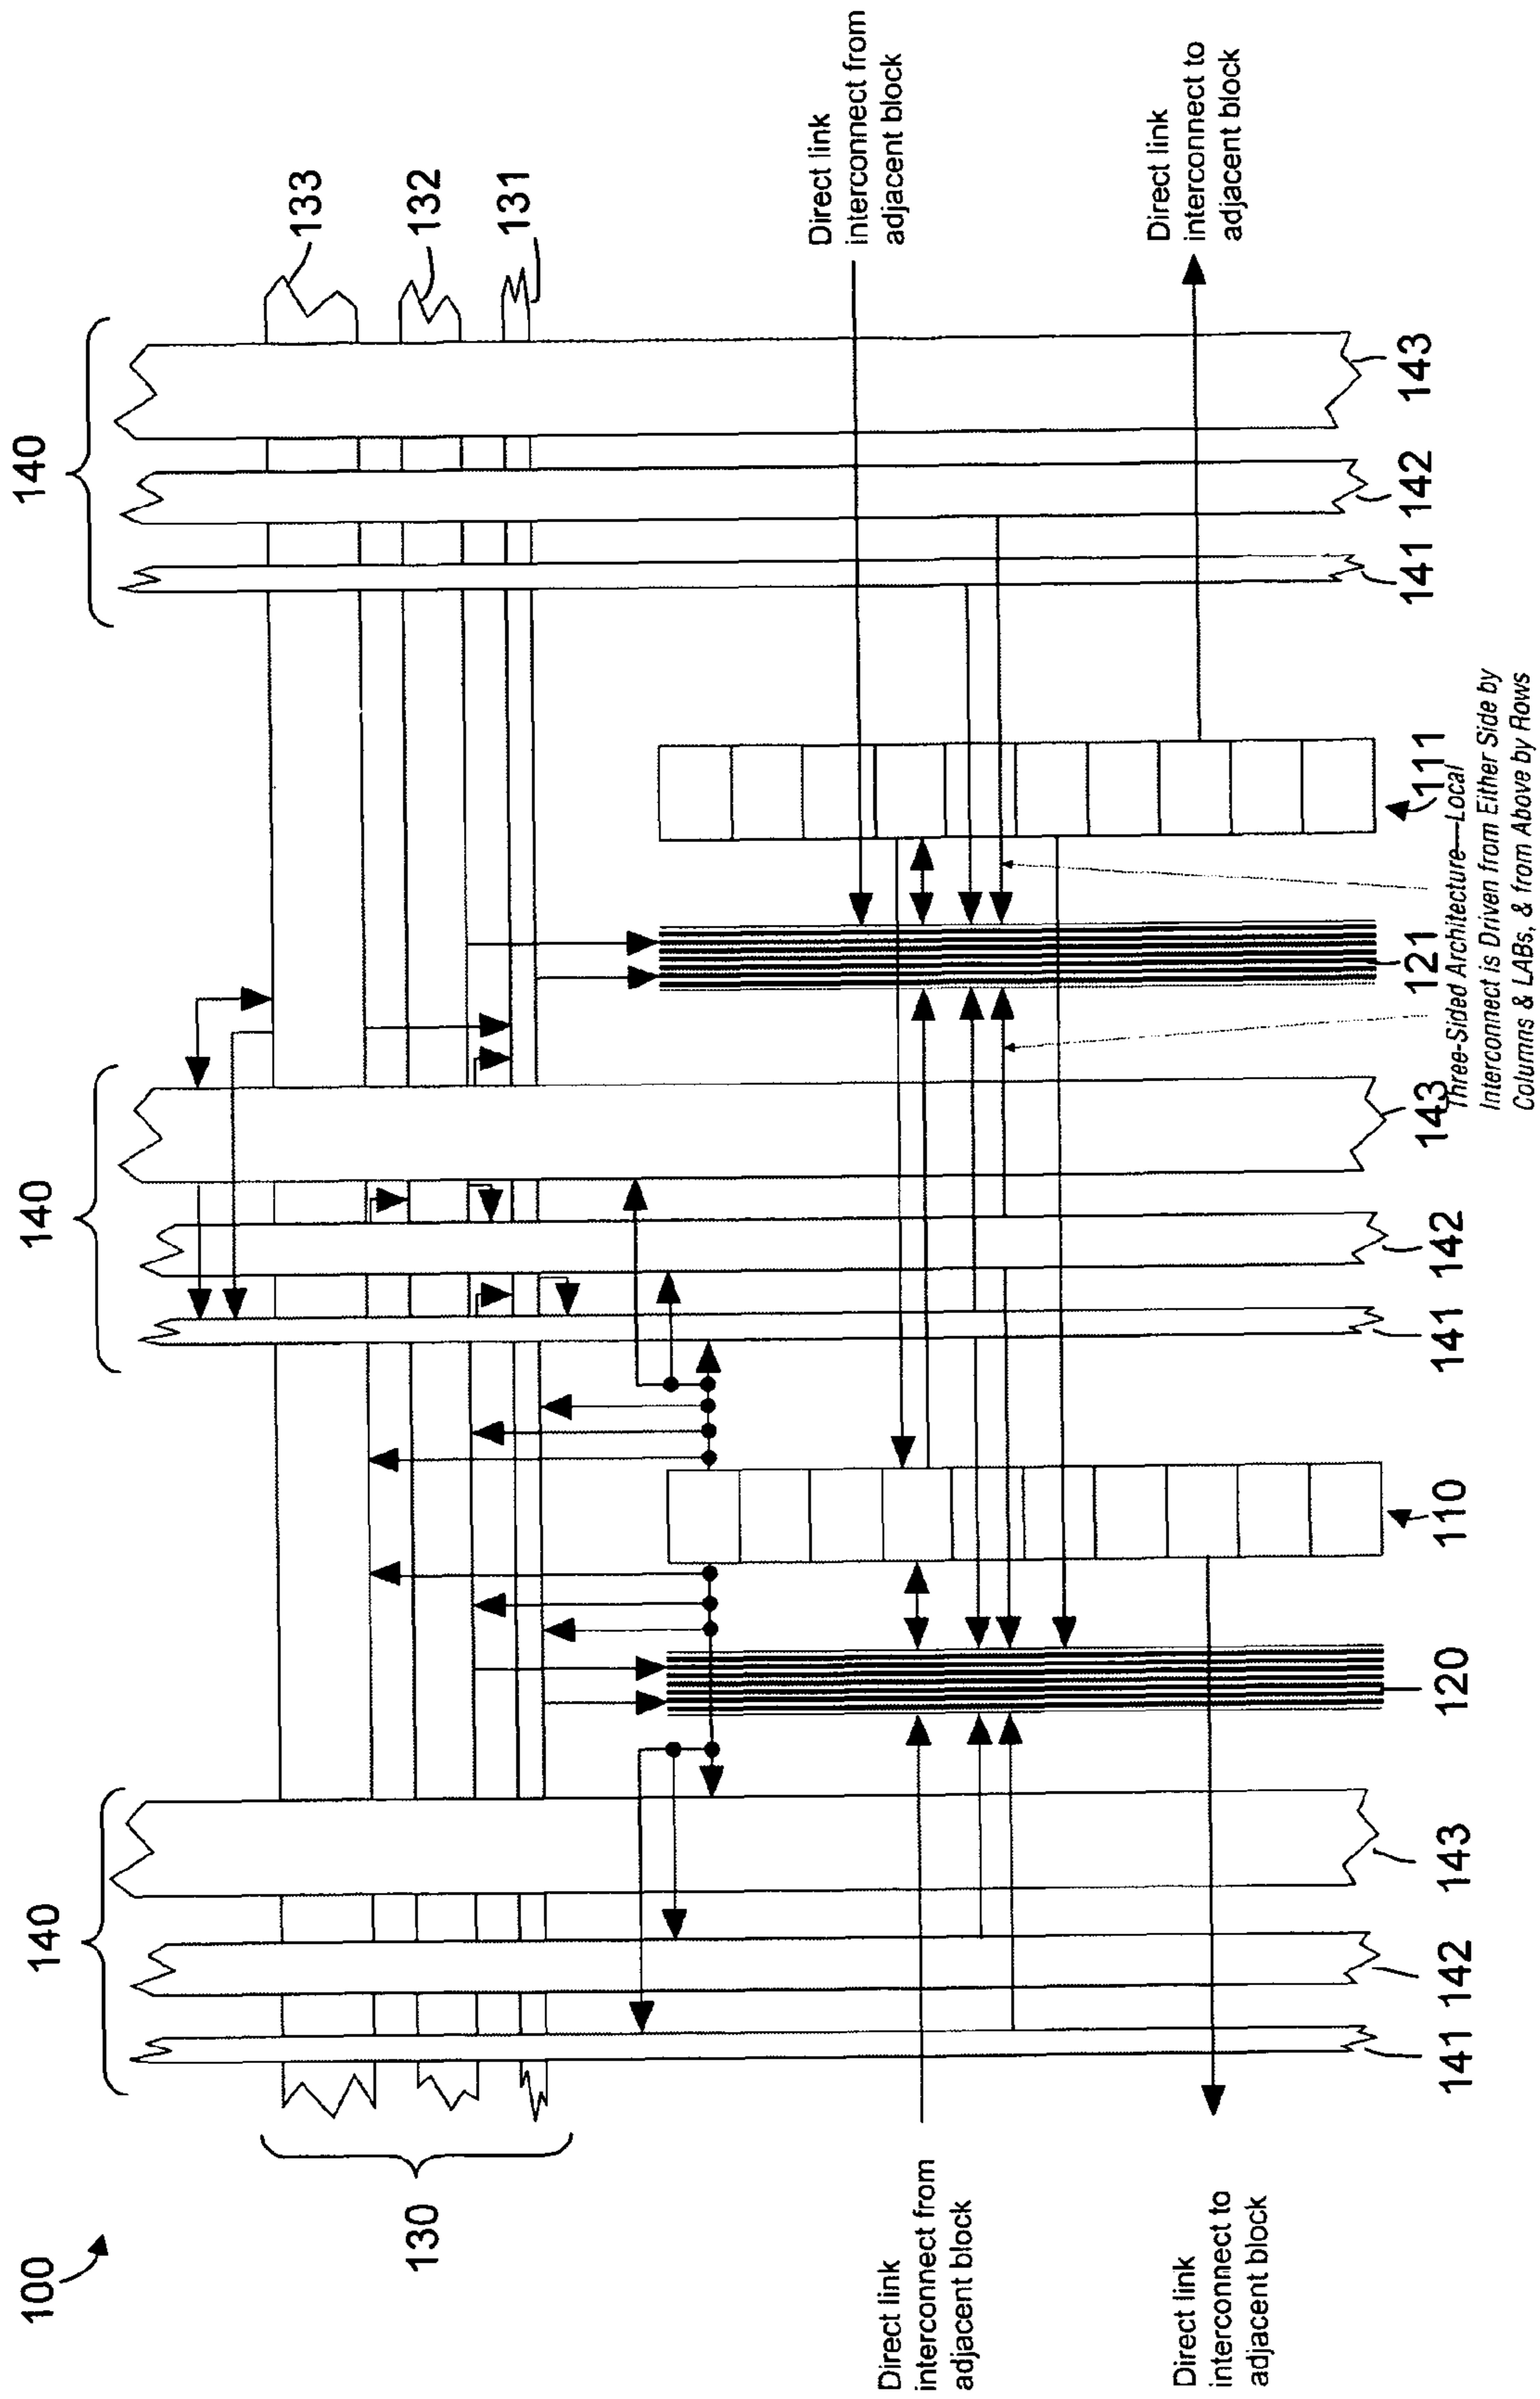 100
130
140
140
140
133
132
131
Direct link
interconnect from
adjacent block
Direct link
interconnect to
adjacent block
Direct link
interconnect from
adjacent block
Direct link
interconnect to
adjacent block
141
142
143
120
110
141
142
143
121
111
141
142
143
Three-Sided Architecture—Local
Interconnect is Driven from Either Side by
Columns & LABs, & from Above by Rows